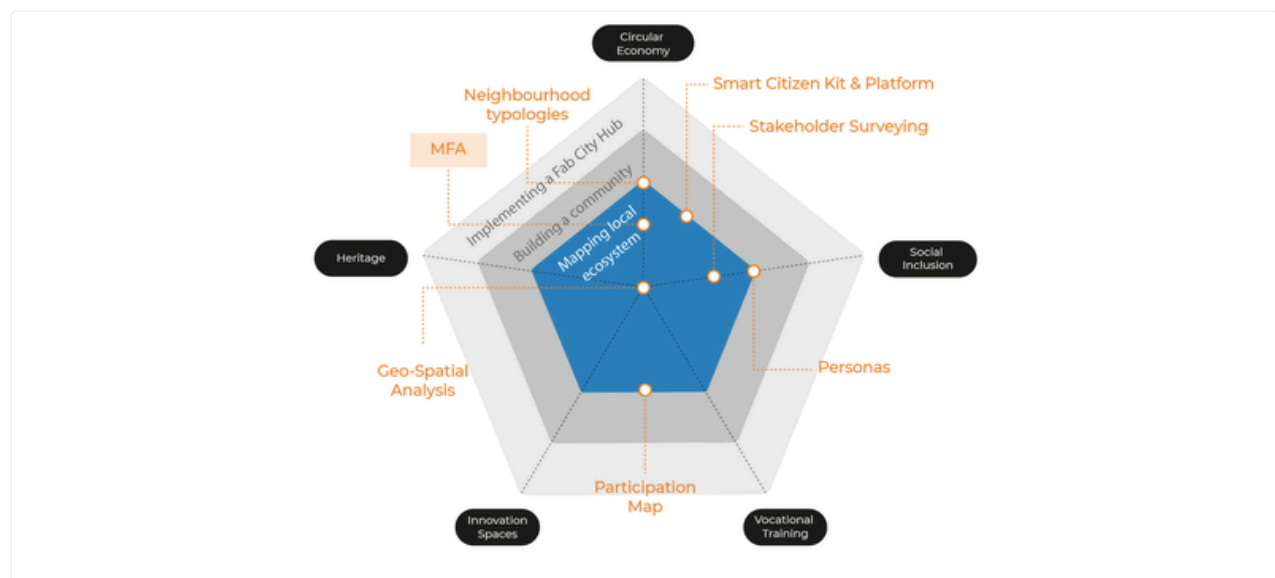 Circular
Economy
Smart Citizen Kit & Platform
Neighbourhood
typologies
Stakeholder Surveying
MFA
Implementing a Fab City Hub
Building a community
Mapping local
ecosystem
Heritage
Social
Inclusion
Geo-Spatial
Analysis
Personas
Participation
Map
Innovation
Spaces
Vocational
Training